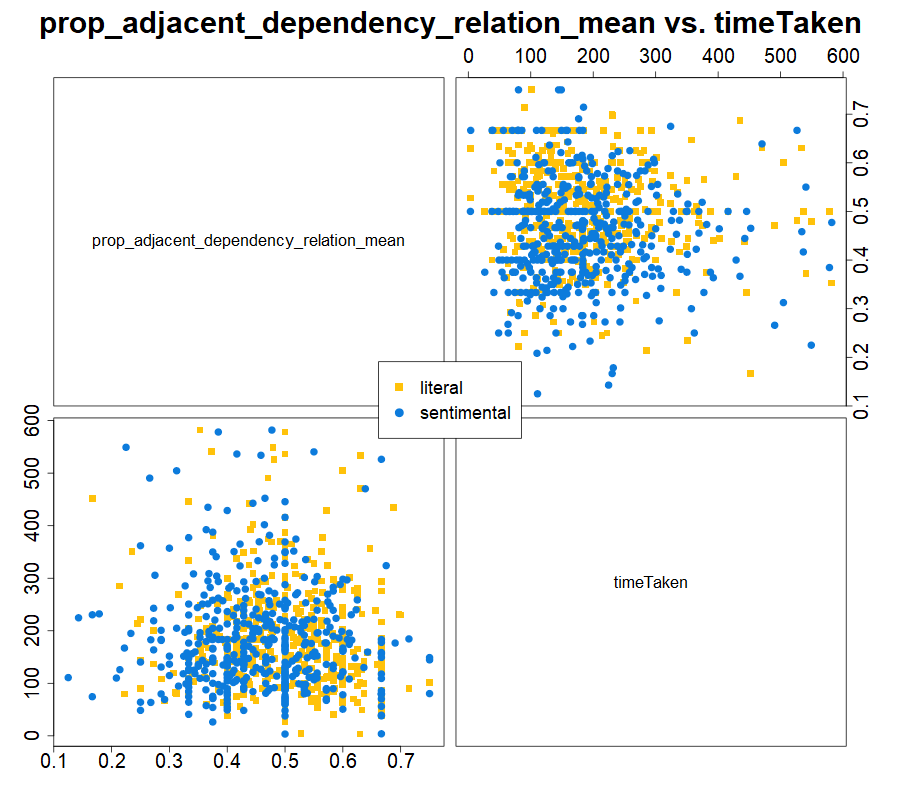 prop_adjacent_dependency_relation_mean vs. timeTaken
0 100 200 300 400 500 600
prop_adjacent_dependency_relation_mean
0.7
0.6
0.5
0.4
0.3
0.2
0.1
literal
sentimental
600
500
400
300
200
100
0
timeTaken
0.1 0.2 0.3 0.4 0.5 0.6 0.7